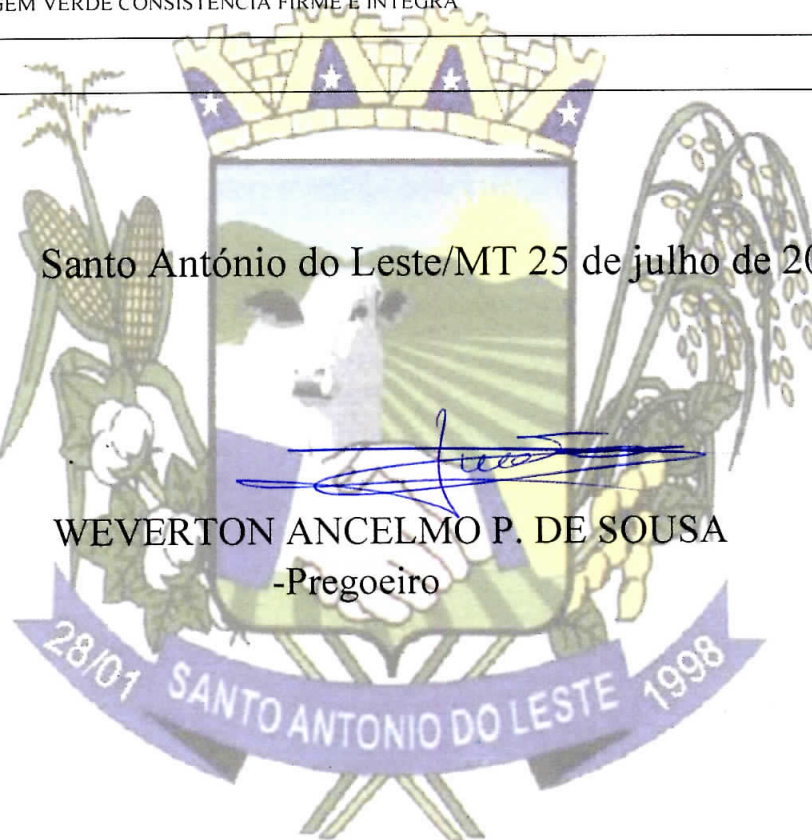 GEM VERDE CONSISTENCIA FIRME E INTEGRA
Santo António do Leste/MT 25 de julho de 20
WEVERTON ANCELMO P. DE SOUSA
-Pregoeiro
28/01 SANTO ANTONIO DO LESTE 1998